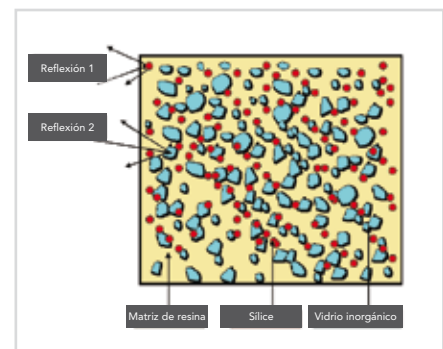 Reflexión 1
Reflexión 2
Matriz de resina
Sílice
Vidrio inorgánico